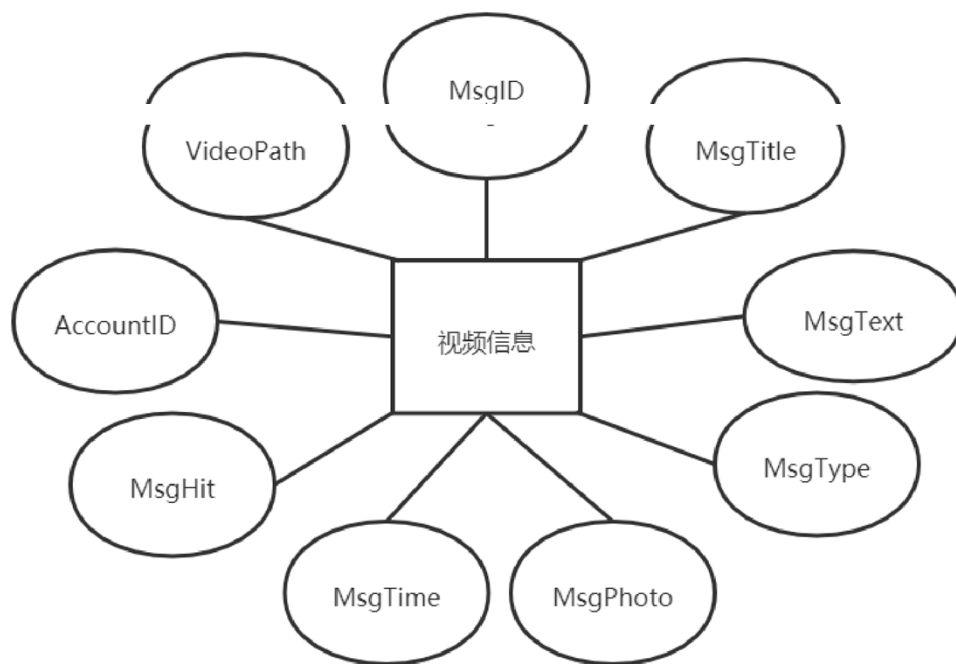 MsgID
VideoPath
MsgTitle
AccountID
视频信息
MsgText
MsgHit
MsgType
MsgTime
MsgPhoto